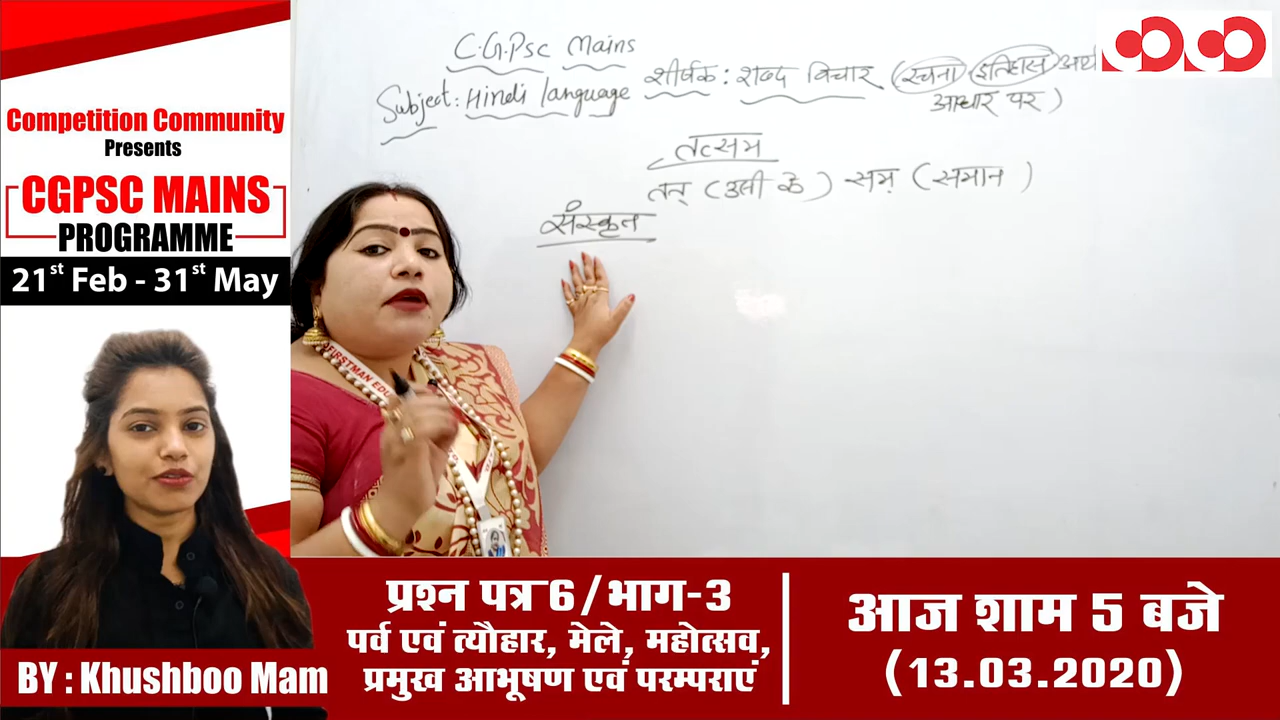 Competition Community
Presents
CGPSC MAINS
PROGRAMME
21st Feb - 31st May
BY : Khushboo Mam
C.G.Psc Mains
Subject: Hindi language
शीर्षक : शब्द विचार (रचना इतिहास
आधार पर)
तत्सम
तत् (उसी के) सम् (समान)
संस्कृत
FIRSTMAN EDU
प्रश्न पत्र 6/भाग-3
पर्व एवं त्यौहार, मेले, महोत्सव,
प्रमुख आभूषण एवं परम्पराएं
आज शाम 5 बजे
(13.03.2020)